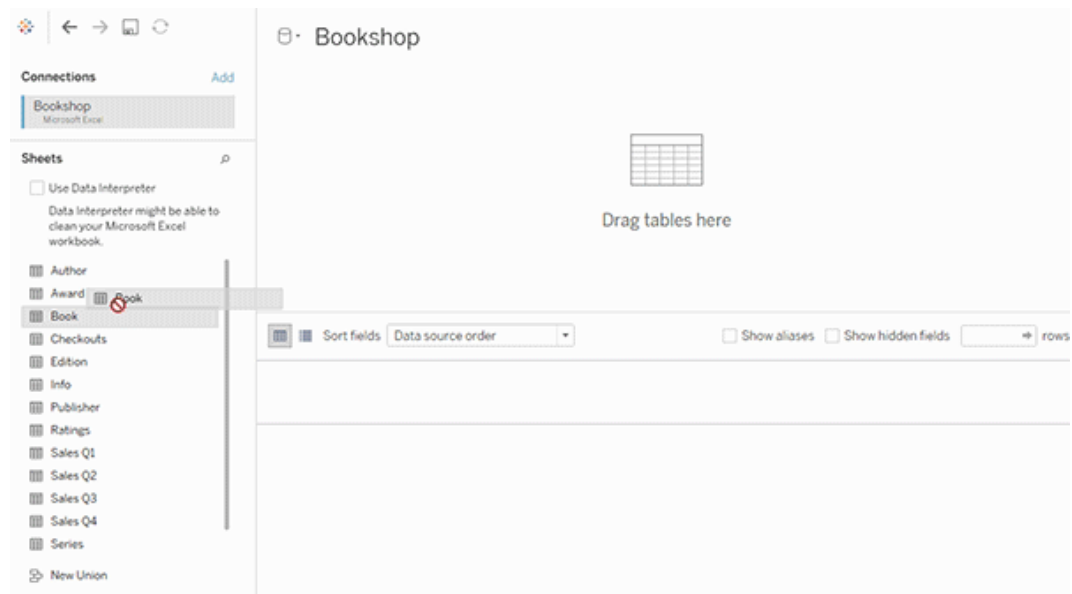 Bookshop
Connections
Add
Bookshop
Microsoft Excel
Sheets
Use Data Interpreter
Data Interpreter might be able to
clean your Microsoft Excel
workbook.
Author
Award
Book
Book
Checkouts
Edition
Info
Publisher
Ratings
Sales Q1
Sales Q2
Sales Q3
Sales Q4
Series
New Union
Drag tables here
Sort fields Data source order Show aliases Show hidden fields rows